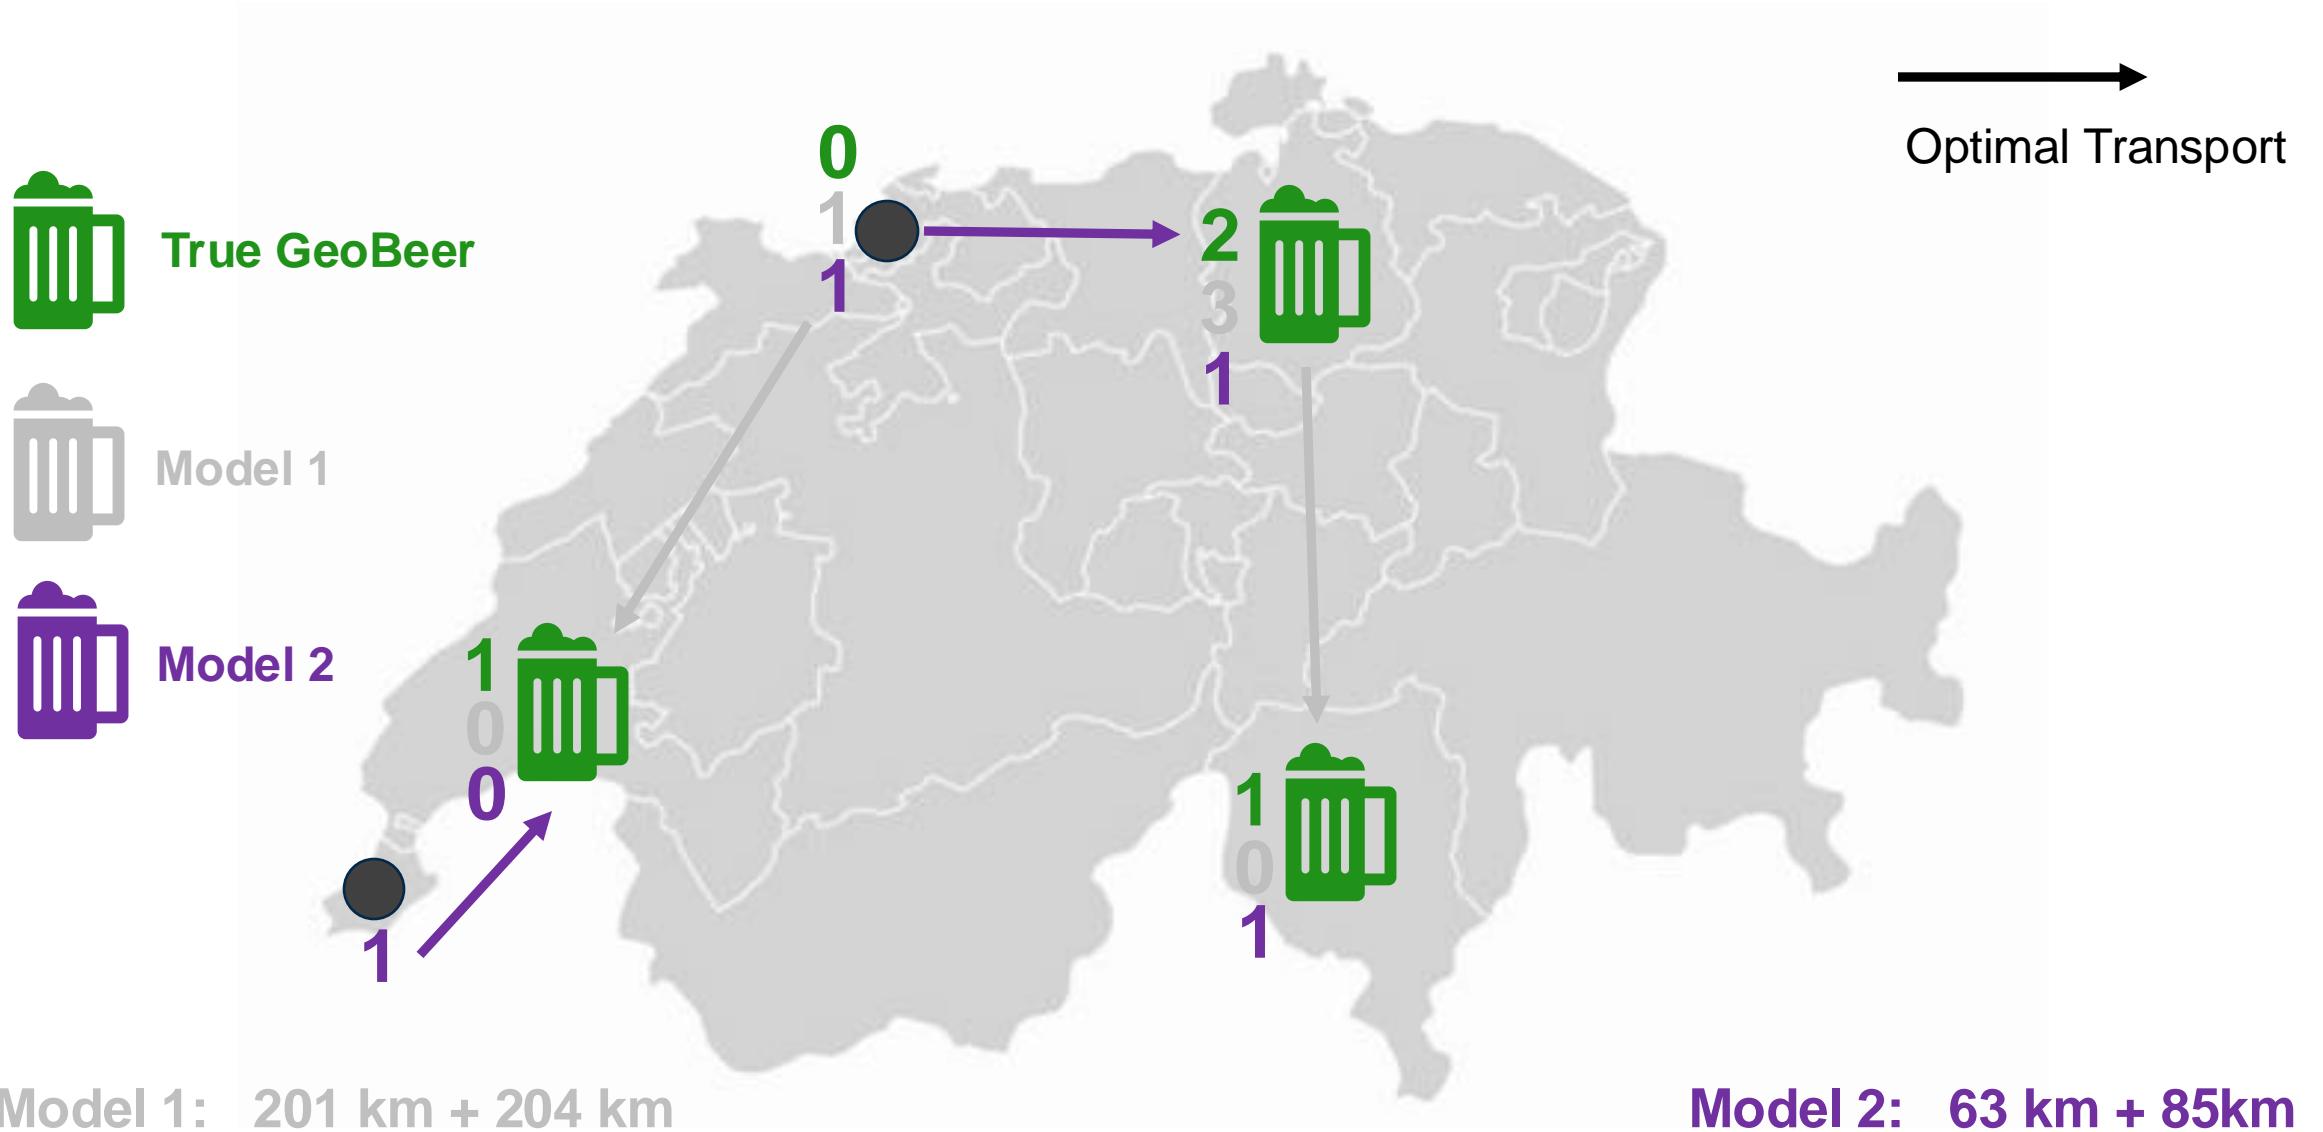 Optimal Transport
True GeoBeer
Model 1
Model 2
0
1
1
2
3
1
1
0
0
1
1
0
1
Model 1: 201 km + 204 km
Model 2: 63 km + 85km